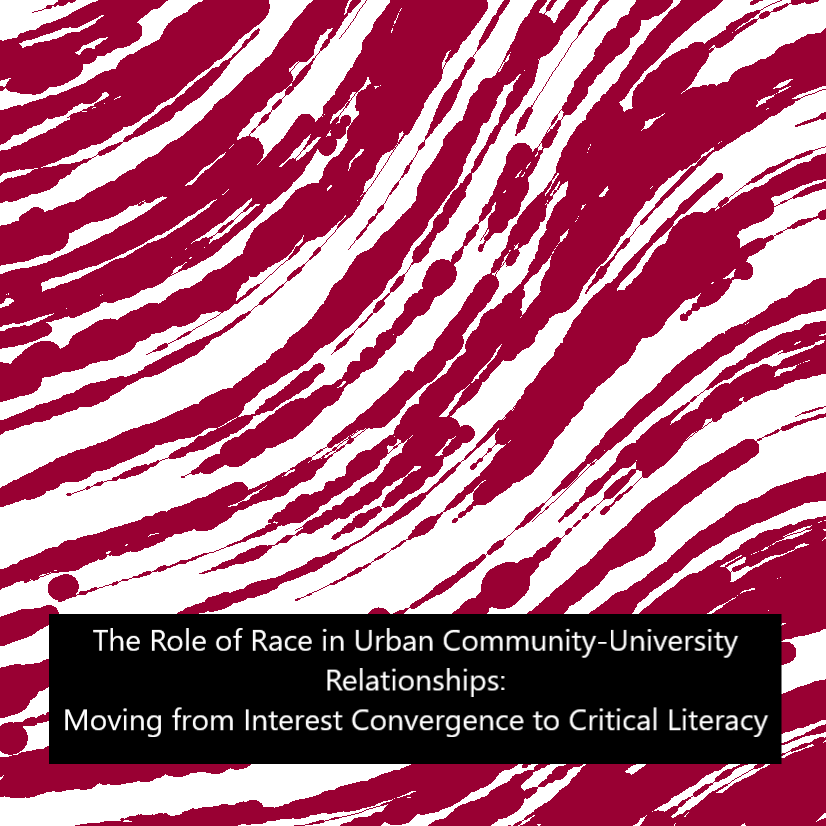 The Role of Race in Urban Community-University
Relationships:
Moving from Interest Convergence to Critical Literacy